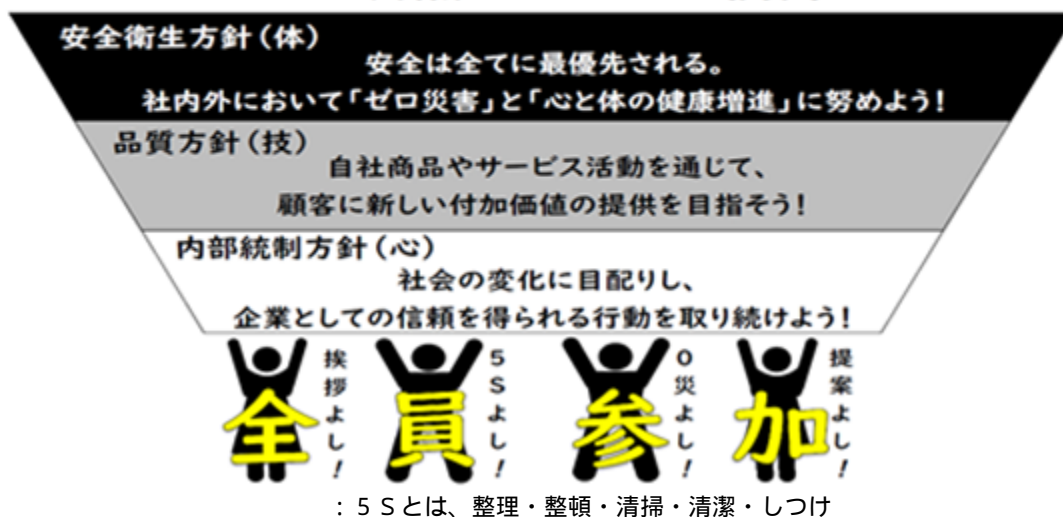 安全衛生方針（体）
安全は全てに最優先される。
社内外において「ゼロ災害」と「心と体の健康増進」に努めよう！
品質方針（技）
自社商品やサービス活動を通じて、
顧客に新しい付加価値の提供を目指そう！
内部統制方針（心）
社会の変化に目配りし、
企業としての信頼を得られる行動を取り続けよう！
挨拶よし！
５Ｓよし！
０災よし！
提案よし！
全員参加
：５Ｓとは、整理・整頓・清掃・清潔・しつけ